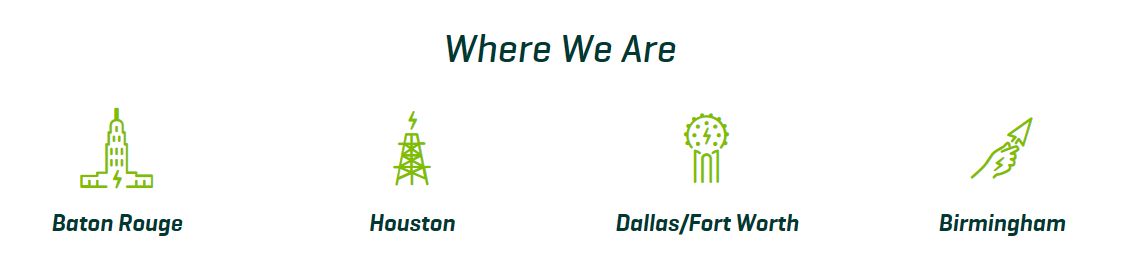 Where We Are
Baton Rouge
Houston
Dallas/Fort Worth
Birmingham